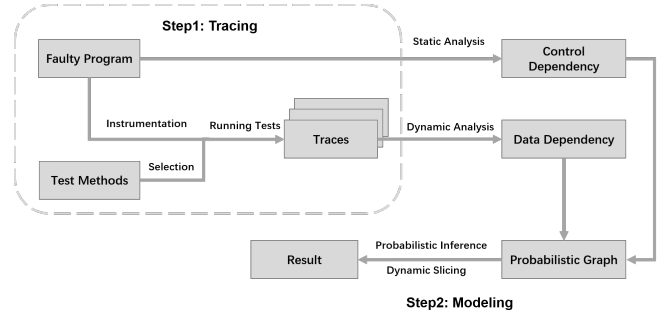 Step1: Tracing
Static Analysis
Faulty Program
Control
Dependency
Instrumentation
Running Tests
Traces
Dynamic Analysis
Data Dependency
Selection
Test Methods
Probabilistic Inference
Result
Probabilistic Graph
Dynamic Slicing
Step2: Modeling